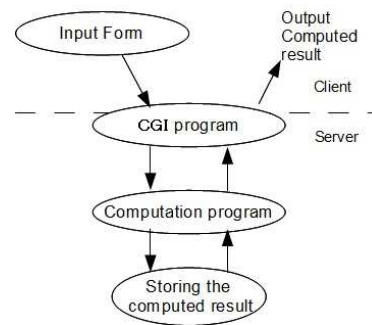 Input Form
Output
Computed
result
Client
CGI program
Server
Computation program
Storing the
computed result